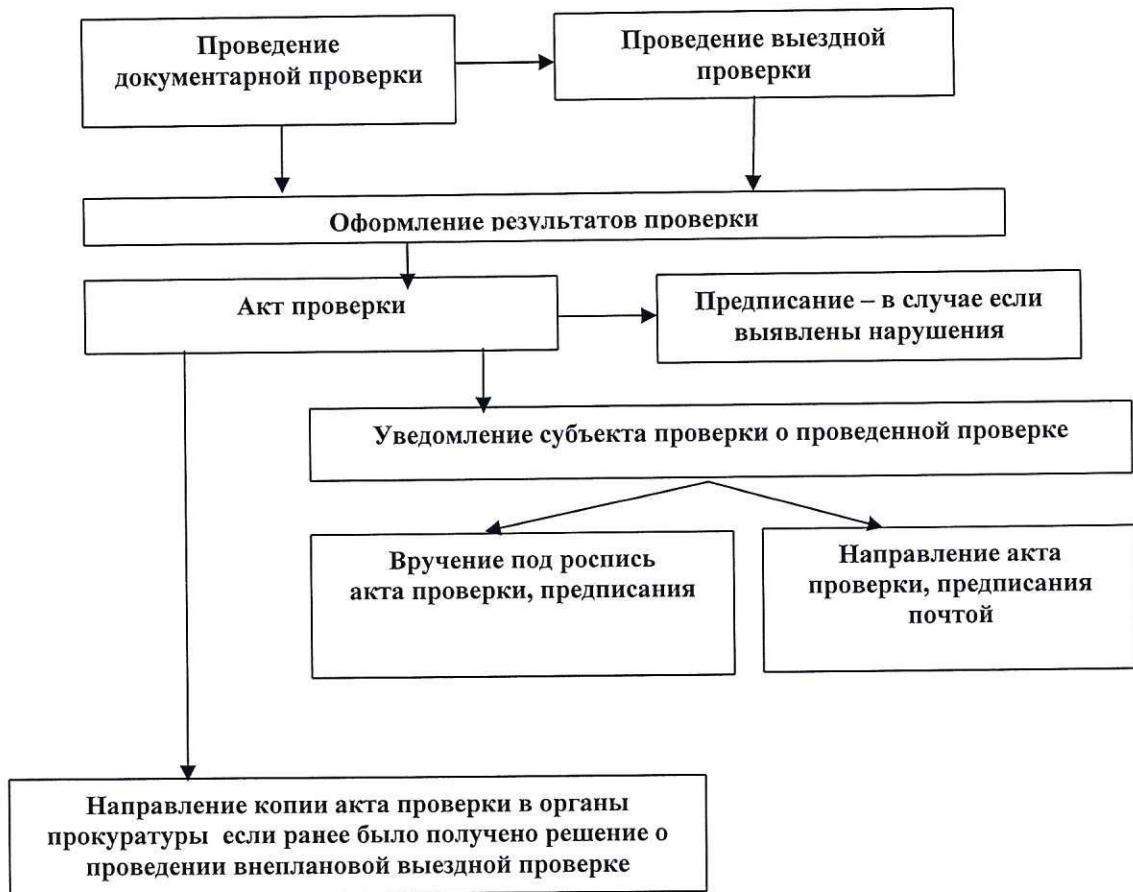 Проведение
документарной проверки
Проведение выездной
проверки
Оформление результатов проверки
Акт проверки
Предписание – в случае если
выявлены нарушения
Уведомление субъекта проверки о проведенной проверке
Вручение под роспись
акта проверки, предписания
Направление акта
проверки, предписания
почтой
Направление копии акта проверки в органы
прокуратуры если ранее было получено решение о
проведении внеплановой выездной проверке